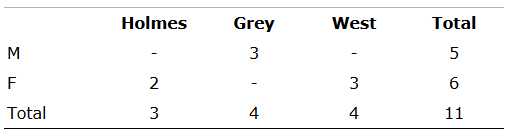 Holmes Grey West Total
M - 3 - 5
F 2 - 3 6
Total 3 4 4 11